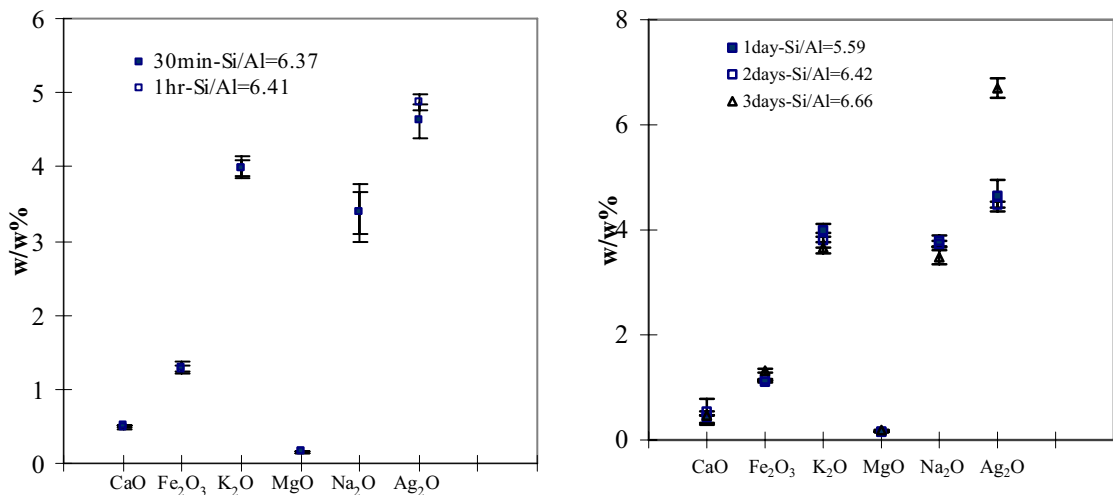 w/w%
6
5
4
3
2
1
0
30min-Si/Al=6.37
1hr-Si/Al=6.41
CaO Fe₂O₃ K₂O MgO Na₂O Ag₂O
w/w%
8
6
4
2
0
1day-Si/Al=5.59
2days-Si/Al=6.42
3days-Si/Al=6.66
CaO Fe₂O₃ K₂O MgO Na₂O Ag₂O